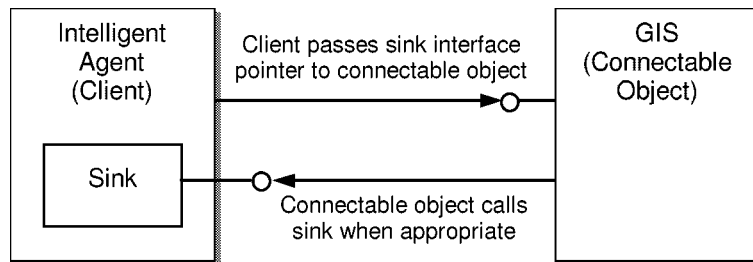 Intelligent
Agent
(Client)
Client passes sink interface
pointer to connectable object
GIS
(Connectable
Object)
Sink
Connectable object calls
sink when appropriate